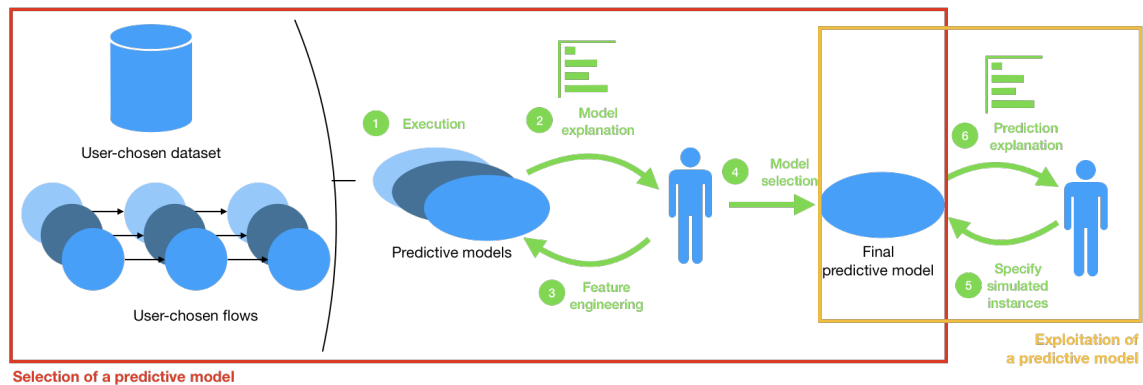 User-chosen dataset
User-chosen flows
1 Execution
Predictive models
2 Model
explanation
3 Feature
engineering
4 Model
selection
Final
predictive model
6 Prediction
explanation
5 Specify
simulated
instances
Exploitation of
a predictive model
Selection of a predictive model